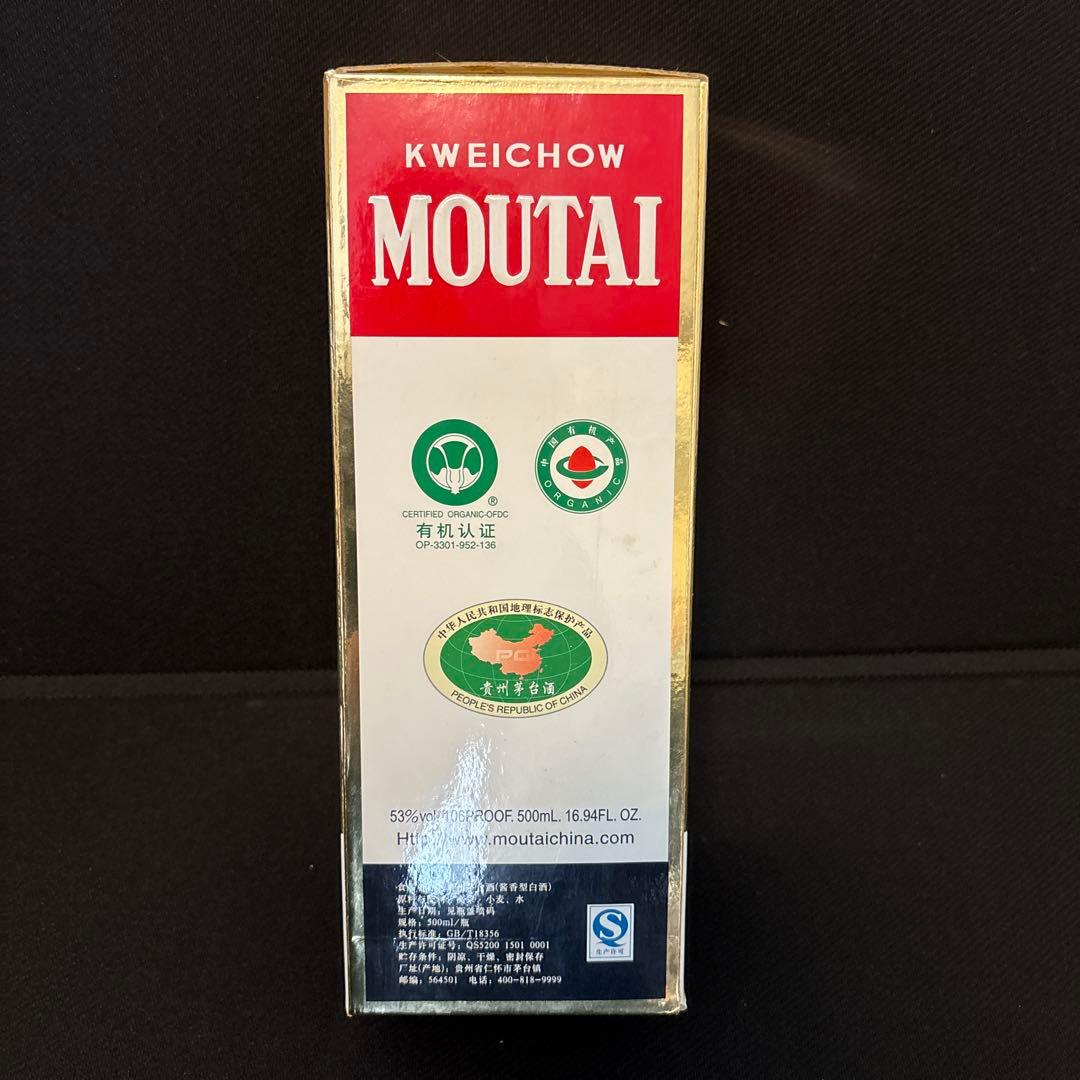 KWEICHOW
MOUTAI
CERTIFIED ORGANIC-OFDC
有机认证
OP-3301-952-136
®
中国有机产品
ORGANIC
中华人民共和国地理标志保护产品
PG
贵州茅台酒
PEOPLE'S REPUBLIC OF CHINA
53%vol/106PROOF. 500mL. 16.94FL. OZ.
Http://www.moutaichina.com
台酒(酱香型白酒)
小麦、水
生产日期：见瓶盖喷码
规格：500ml/瓶
执行标准：GB/T18356
生产许可证号：QS5200 1501 0001
贮存条件：阴凉、干燥、密封保存
厂址(产地)：贵州省仁怀市茅台镇
邮编：564501 电话：400-818-9999
S
生产许可